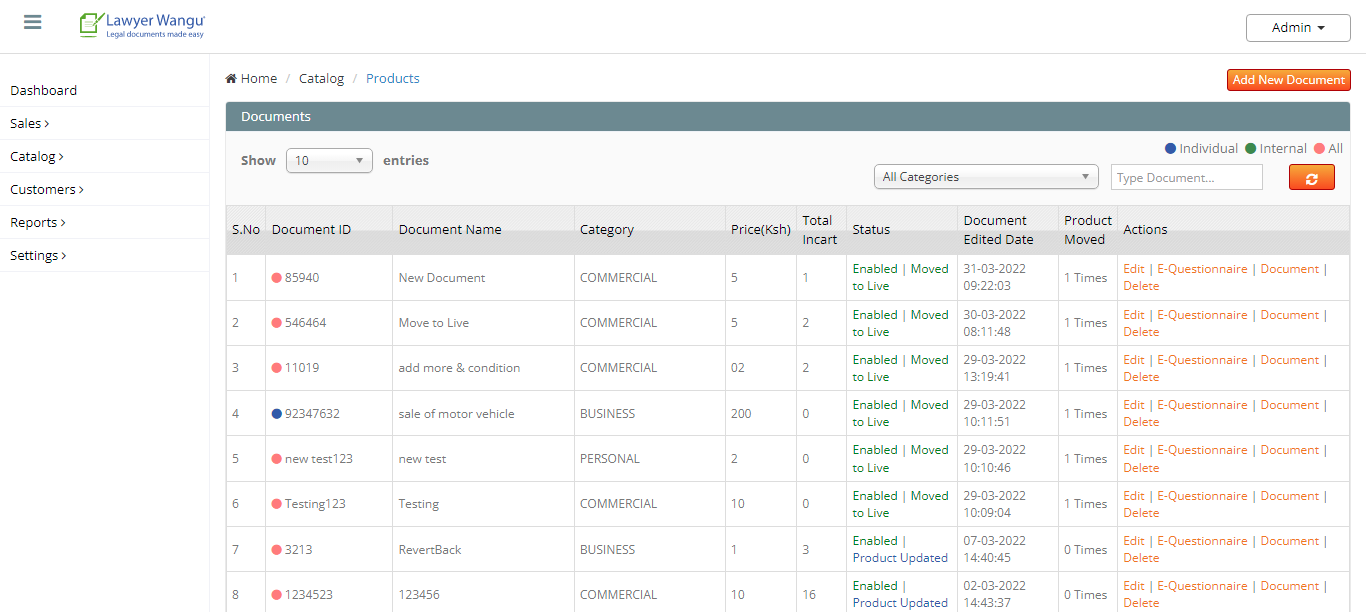 Lawyer Wangu
Legal documents made easy
Admin
Dashboard
Sales
Catalog
Customers
Reports
Settings
Home / Catalog / Products
Add New Document
Documents
Show 10 entries
Individual Internal All
All Categories
Type Document...
S.No Document ID Document Name Category Price(Ksh) Total Incart Status Document Edited Date Product Moved Actions
1 85940 New Document COMMERCIAL 5 1 Enabled | Moved to Live 31-03-2022 09:22:03 1 Times Edit | E-Questionnaire | Document | Delete
2 546464 Move to Live COMMERCIAL 5 2 Enabled | Moved to Live 30-03-2022 08:11:48 1 Times Edit | E-Questionnaire | Document | Delete
3 11019 add more & condition COMMERCIAL 02 2 Enabled | Moved to Live 29-03-2022 13:19:41 1 Times Edit | E-Questionnaire | Document | Delete
4 92347632 sale of motor vehicle BUSINESS 200 0 Enabled | Moved to Live 29-03-2022 10:11:51 1 Times Edit | E-Questionnaire | Document | Delete
5 new test123 new test PERSONAL 2 0 Enabled | Moved to Live 29-03-2022 10:10:46 1 Times Edit | E-Questionnaire | Document | Delete
6 Testing123 Testing COMMERCIAL 10 0 Enabled | Moved to Live 29-03-2022 10:09:04 1 Times Edit | E-Questionnaire | Document | Delete
7 3213 RevertBack BUSINESS 1 3 Enabled | Product Updated 07-03-2022 14:40:45 0 Times Edit | E-Questionnaire | Document | Delete
8 1234523 123456 COMMERCIAL 10 16 Enabled | Product Updated 02-03-2022 14:43:37 0 Times Edit | E-Questionnaire | Document | Delete